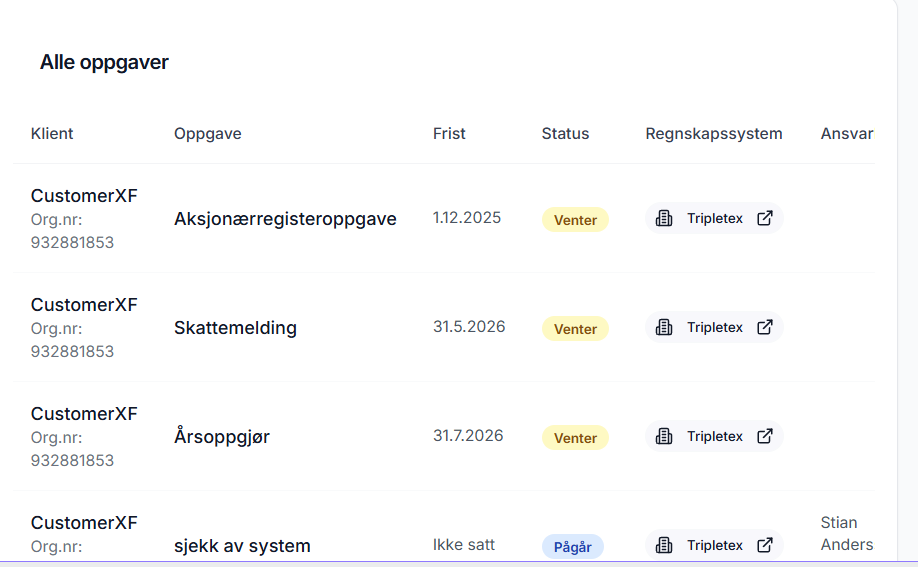 Alle oppgaver
Klient Oppgave Frist Status Regnskapssystem Ansvar
CustomerXF
Org.nr:
932881853
Aksjonærregisteroppgave 1.12.2025 Venter Tripletex
CustomerXF
Org.nr:
932881853
Skattemelding 31.5.2026 Venter Tripletex
CustomerXF
Org.nr:
932881853
Årsoppgjør 31.7.2026 Venter Tripletex
CustomerXF
Org.nr:
sjekk av system Ikke satt Pågår Tripletex
Stian
Anders